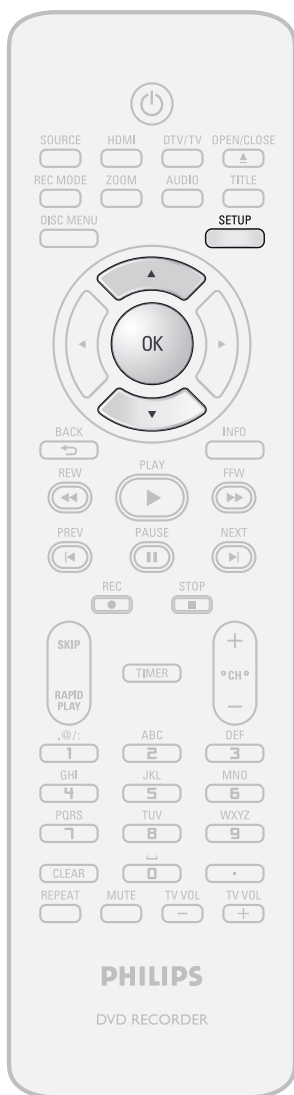 SOURCE HDMI DTV/TV OPEN/CLOSE
REC MODE ZOOM AUDIO TITLE
DISC MENU SETUP
OK
BACK INFO
REW PLAY FFW
PREV PAUSE NEXT
REC STOP
SKIP +
TIMER CH
RAPID
PLAY −
.@/: ABC DEF
1 2 3
GHI JKL MNO
4 5 6
PQRS TUV WXYZ
7 8 9
CLEAR 0 .
REPEAT MUTE TV VOL TV VOL
− +
PHILIPS
DVD RECORDER